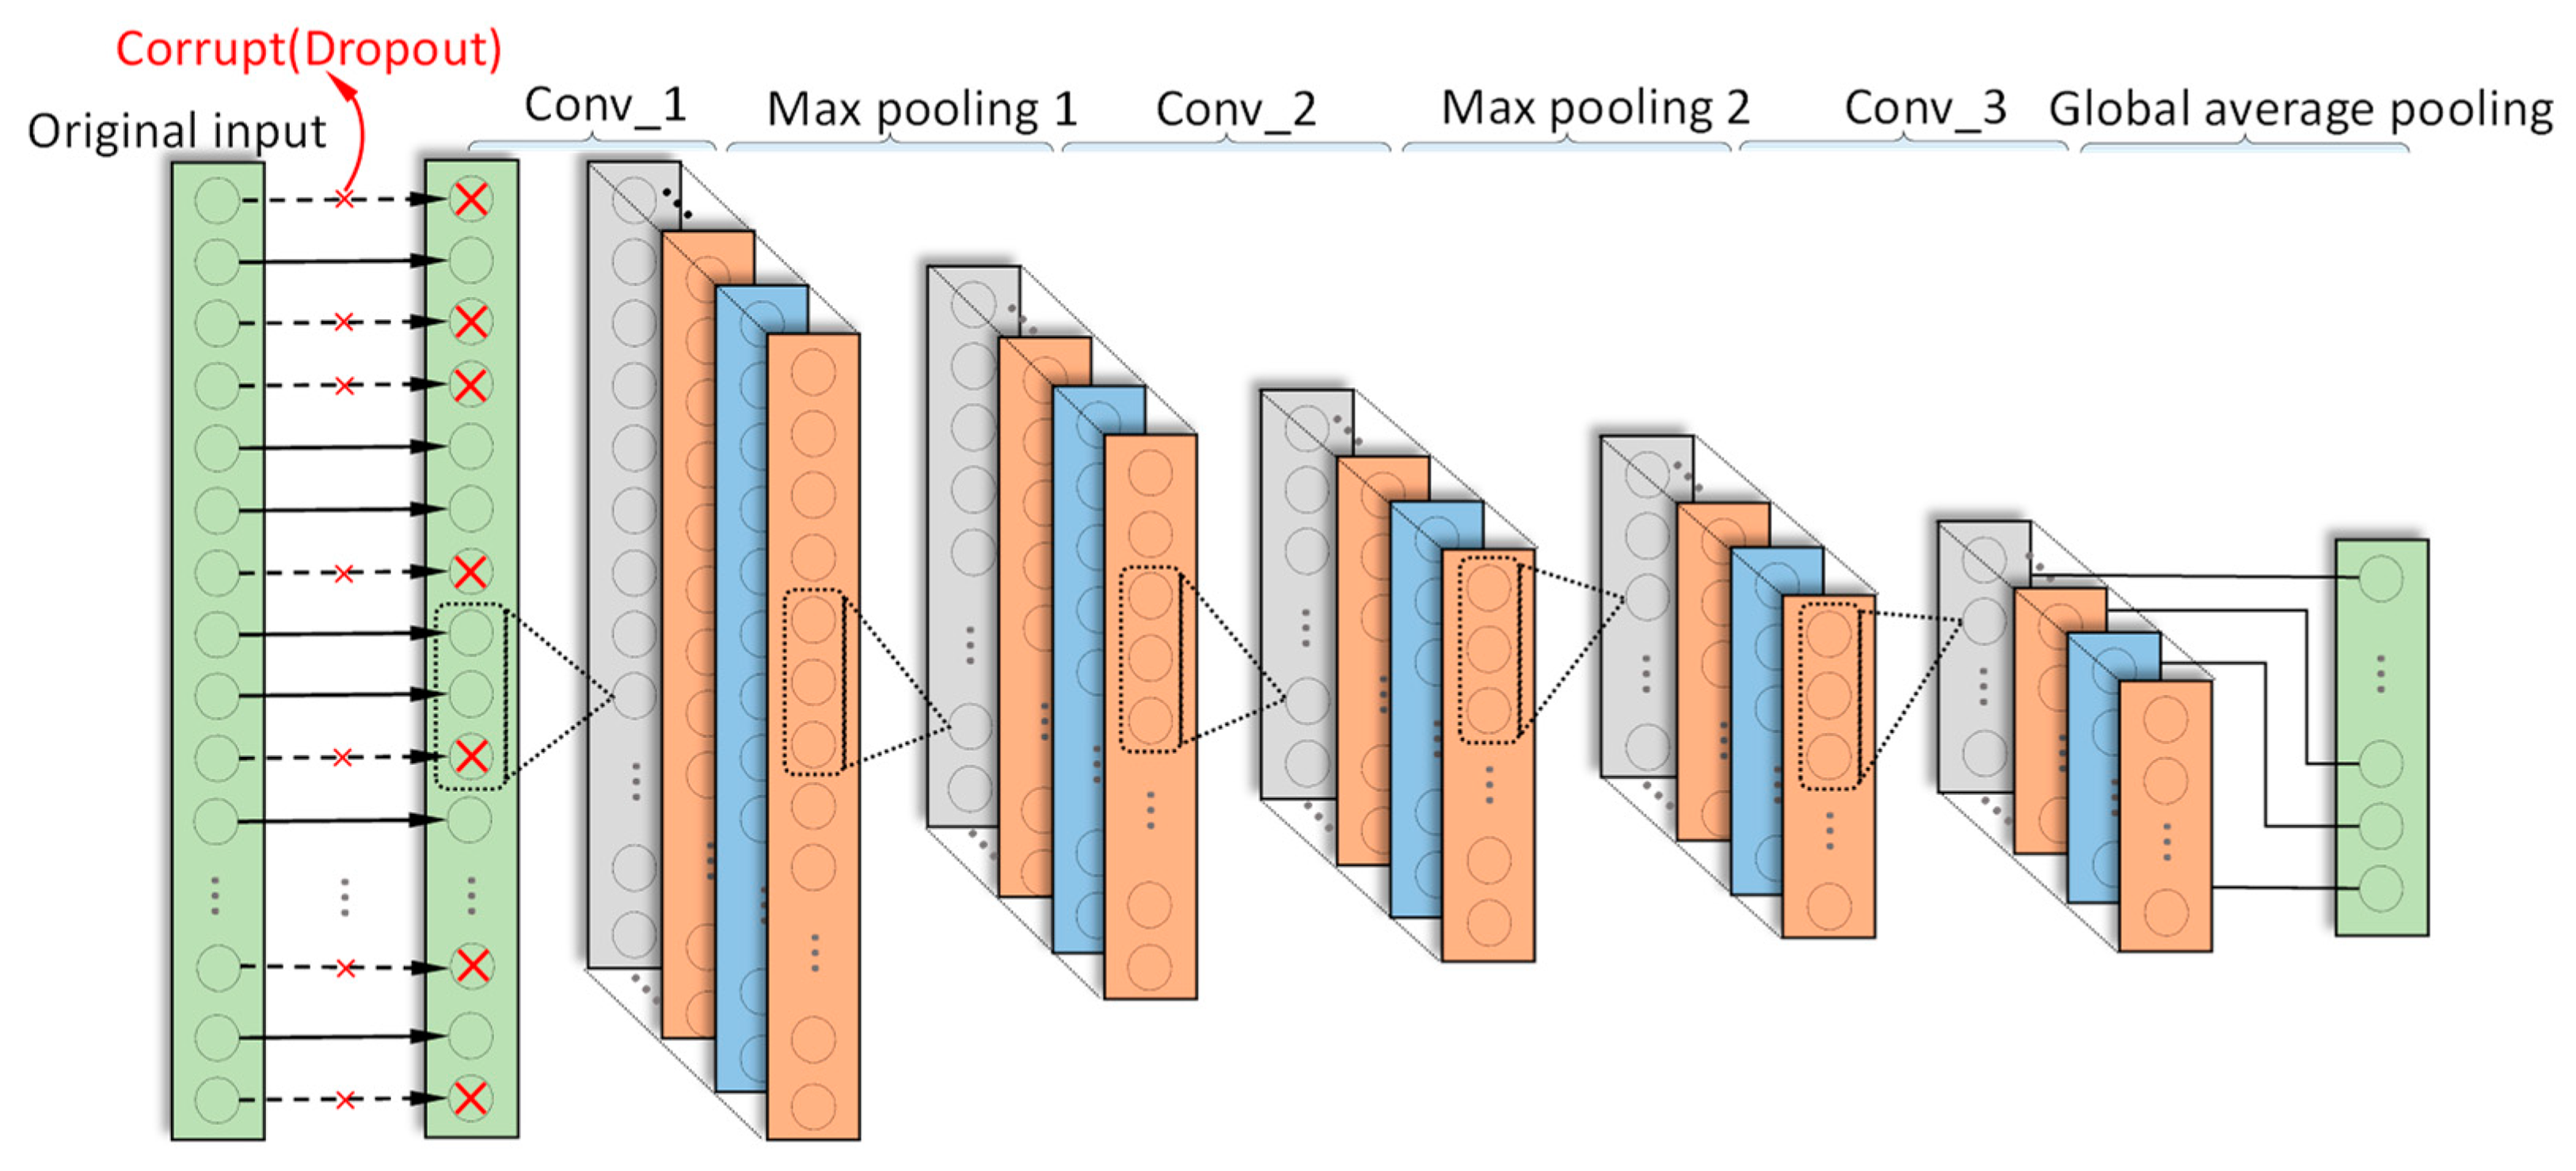 Corrupt(Dropout)
Original input
Conv_1
Max pooling 1
Conv_2
Max pooling 2
Conv_3
Global average pooling